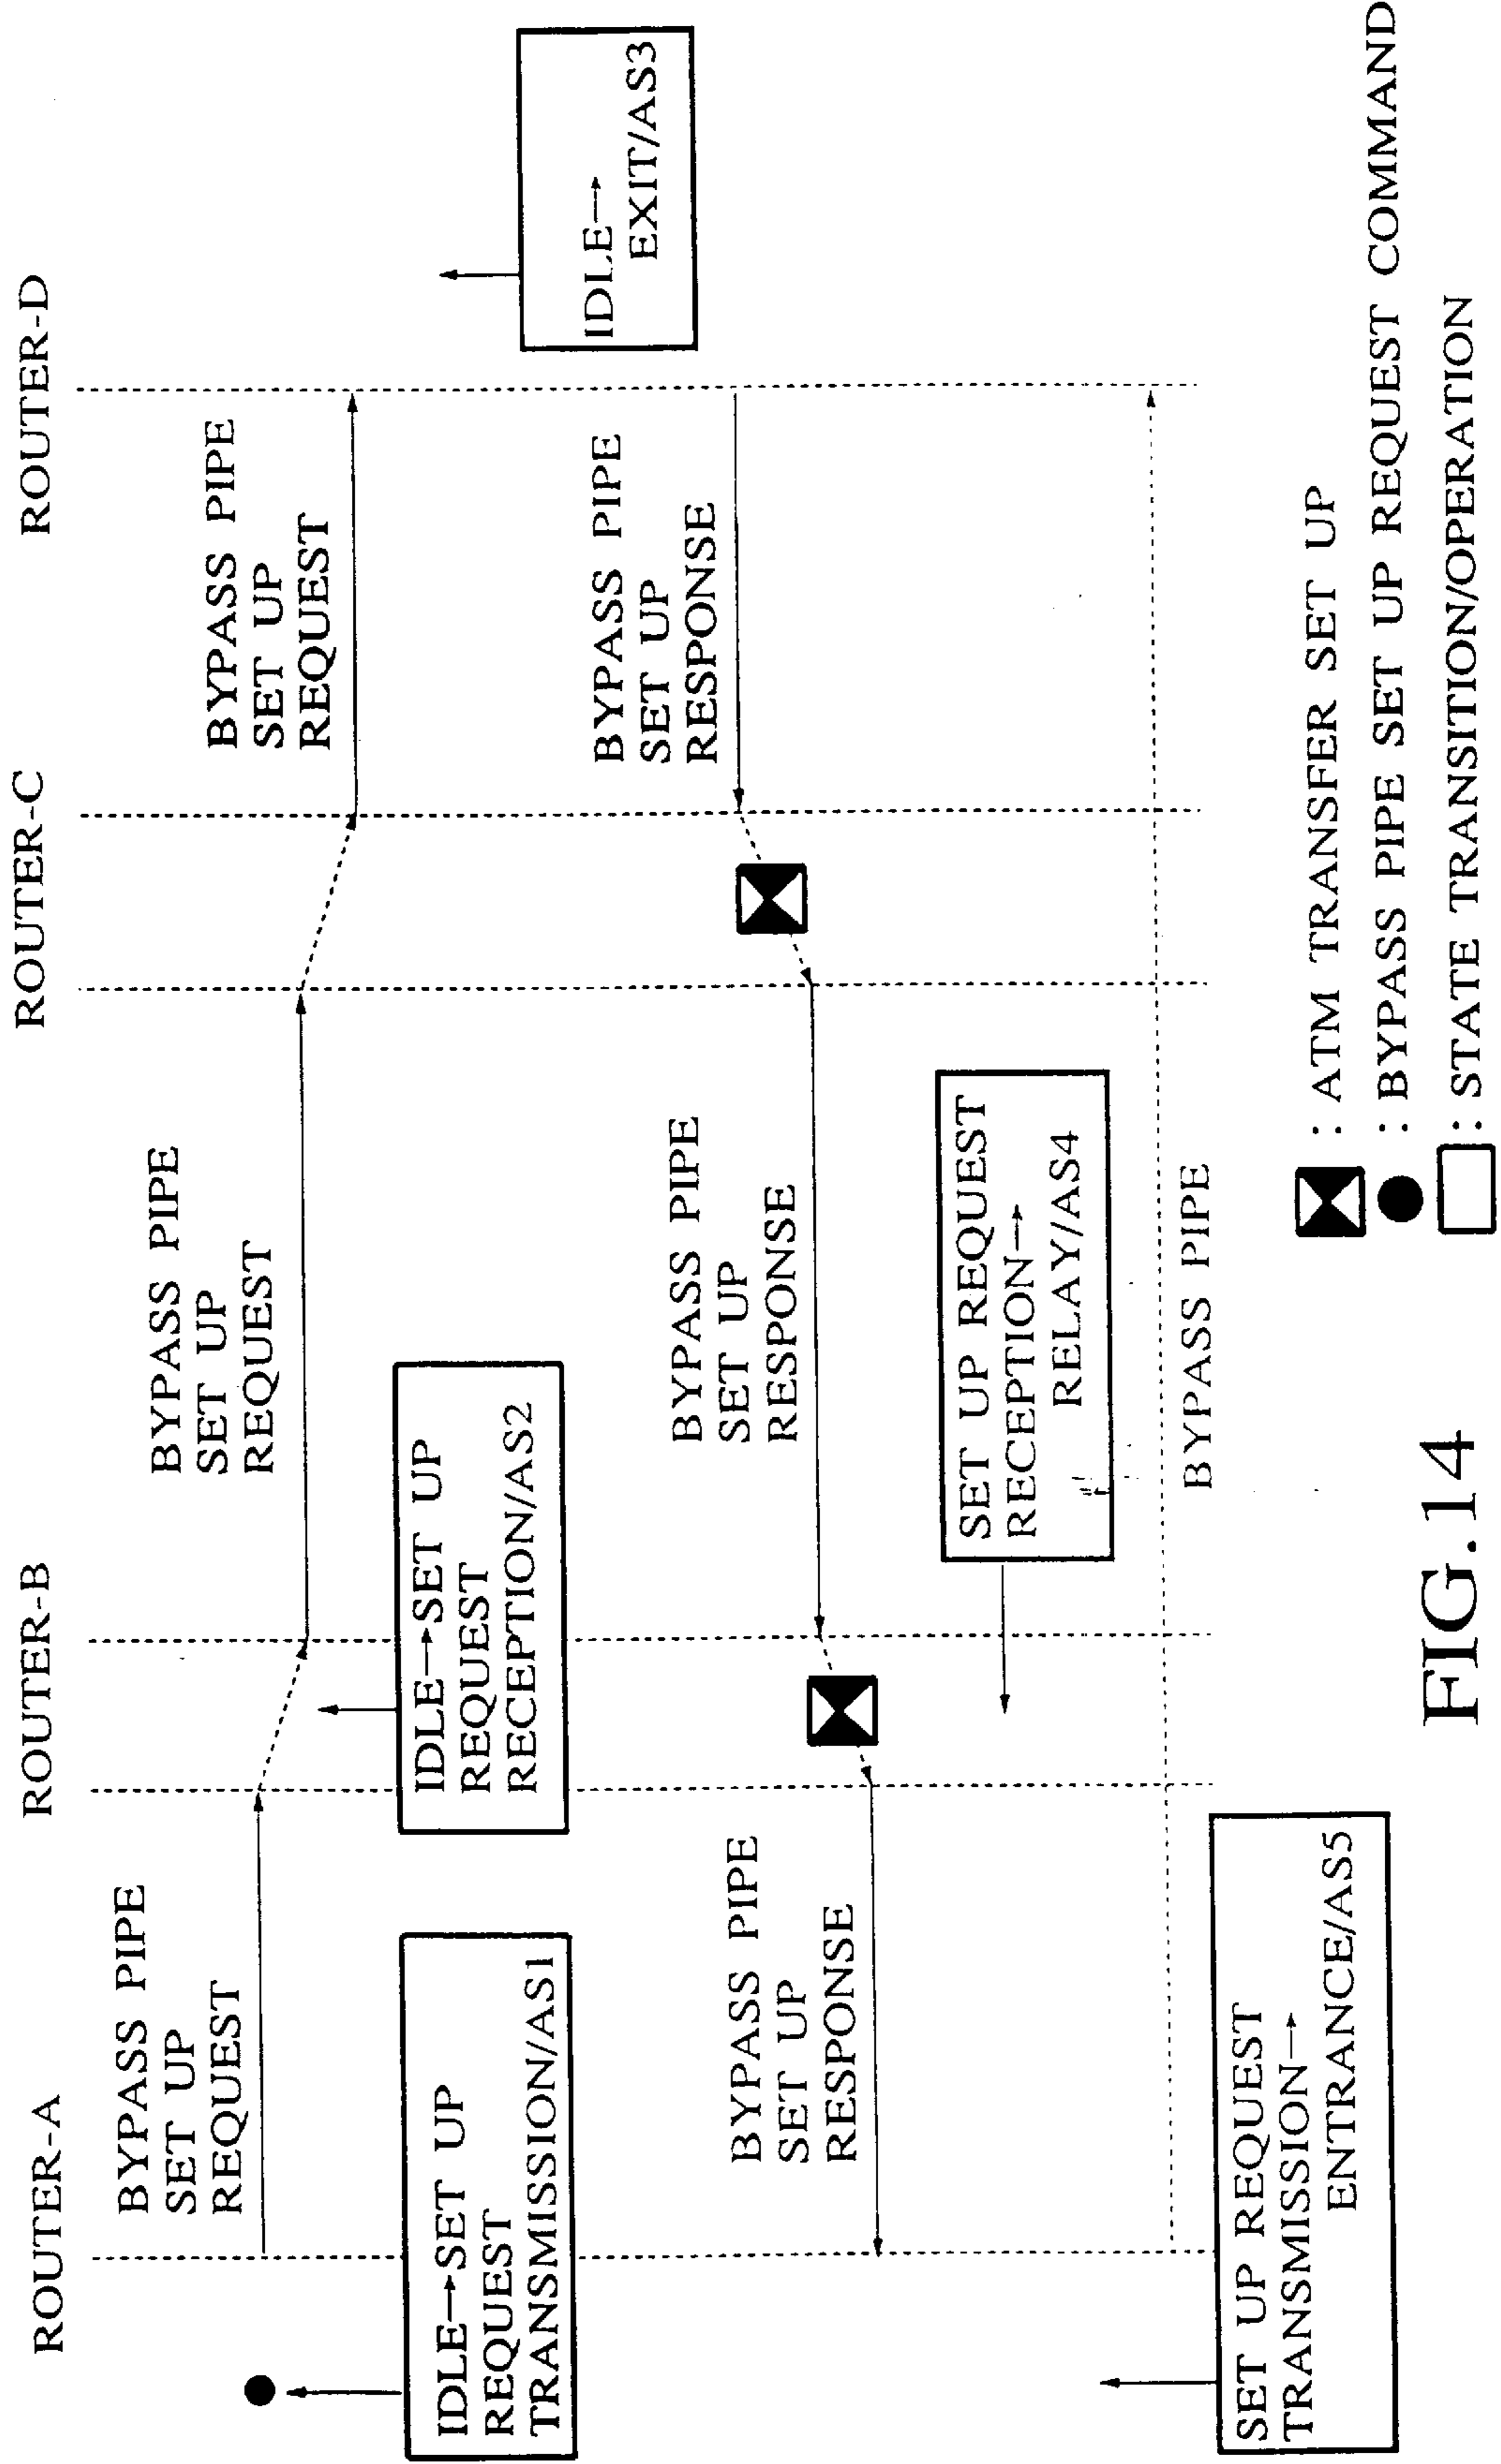 ROUTER-A
ROUTER-B
ROUTER-C
ROUTER-D
BYPASS PIPE
SET UP
REQUEST
BYPASS PIPE
SET UP
REQUEST
BYPASS PIPE
SET UP
REQUEST
IDLE→SET UP
REQUEST
TRANSMISSION/AS1
IDLE→SET UP
REQUEST
RECEPTION/AS2
IDLE→
EXIT/AS3
BYPASS PIPE
SET UP
RESPONSE
BYPASS PIPE
SET UP
RESPONSE
BYPASS PIPE
SET UP
RESPONSE
SET UP REQUEST
RECEPTION→
RELAY/AS4
BYPASS PIPE
SET UP REQUEST
TRANSMISSION→
ENTRANCE/AS5
: ATM TRANSFER SET UP
: BYPASS PIPE SET UP REQUEST COMMAND
: STATE TRANSITION/OPERATION
FIG.14